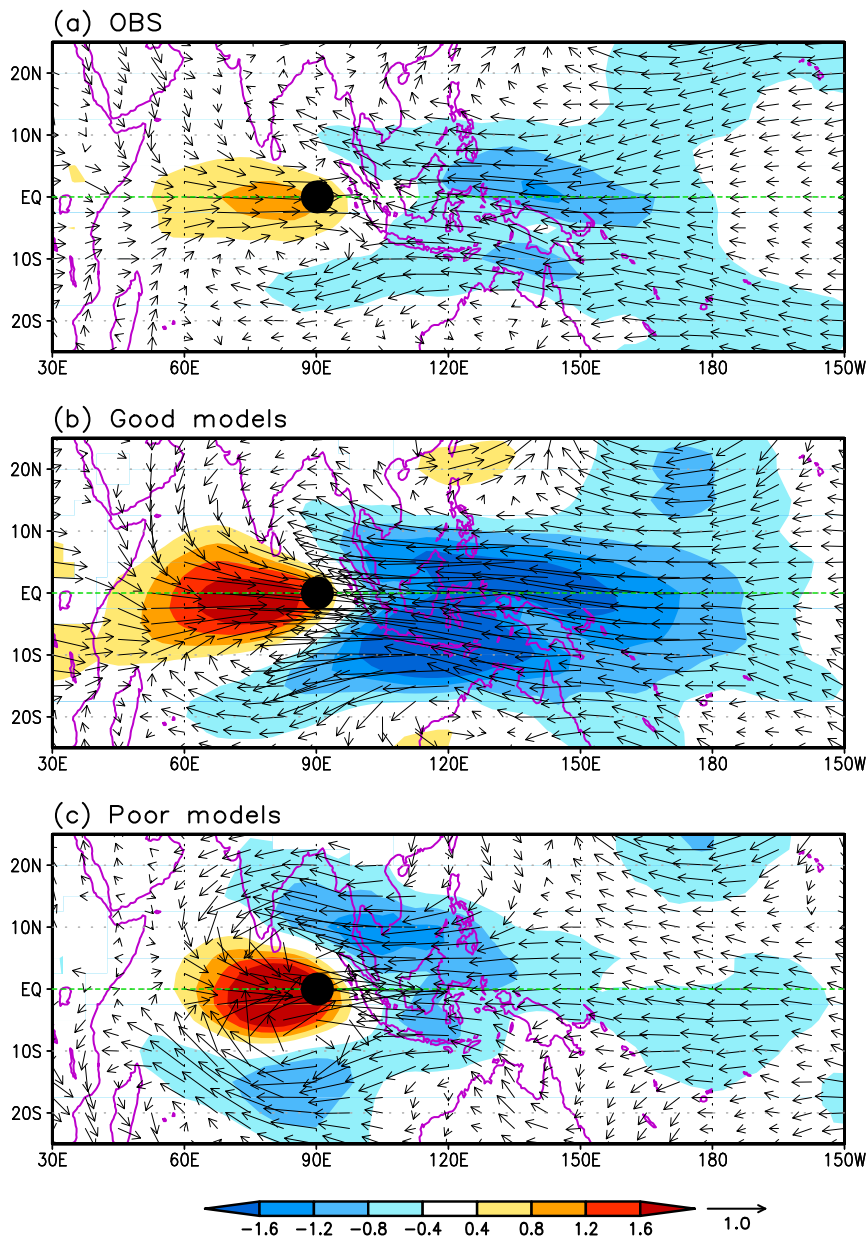 (a) OBS
20N
10N
EQ
10S
20S
30E 60E 90E 120E 150E 180 150W
(b) Good models
20N
10N
EQ
10S
20S
30E 60E 90E 120E 150E 180 150W
(c) Poor models
20N
10N
EQ
10S
20S
30E 60E 90E 120E 150E 180 150W
-1.6 -1.2 -0.8 -0.4 0.4 0.8 1.2 1.6 1.0